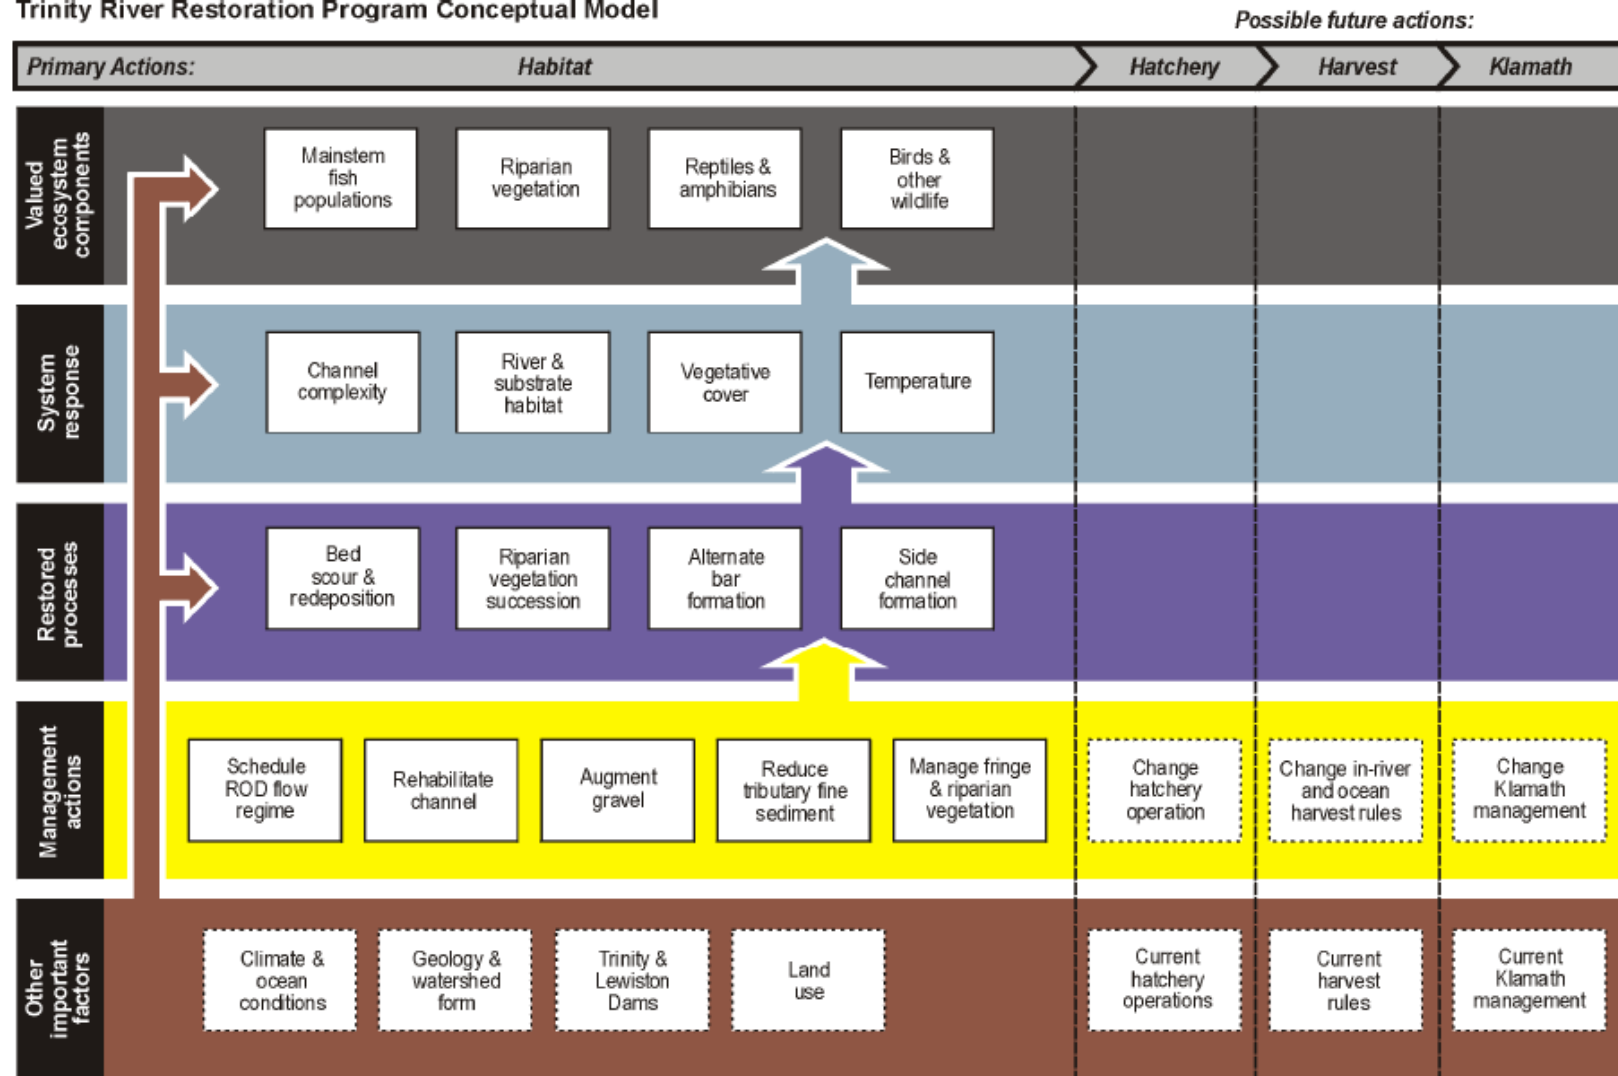 Trinity River Restoration Program Conceptual Model
Possible future actions:
Primary Actions:
Habitat
Hatchery
Harvest
Klamath
Valued
ecosystem
components
Mainstem
fish
populations
Riparian
vegetation
Reptiles &
amphibians
Birds &
other
wildlife
System
response
Channel
complexity
River &
substrate
habitat
Vegetative
cover
Temperature
Restored
processes
Bed
scour &
redeposition
Riparian
vegetation
succession
Alternate
bar
formation
Side
channel
formation
Management
actions
Schedule
ROD flow
regime
Rehabilitate
channel
Augment
gravel
Reduce
tributary fine
sediment
Manage fringe
& riparian
vegetation
Change
hatchery
operation
Change in-river
and ocean
harvest rules
Change
Klamath
management
Other
important
factors
Climate &
ocean
conditions
Geology &
watershed
form
Trinity &
Lewiston
Dams
Land
use
Current
hatchery
operations
Current
harvest
rules
Current
Klamath
management